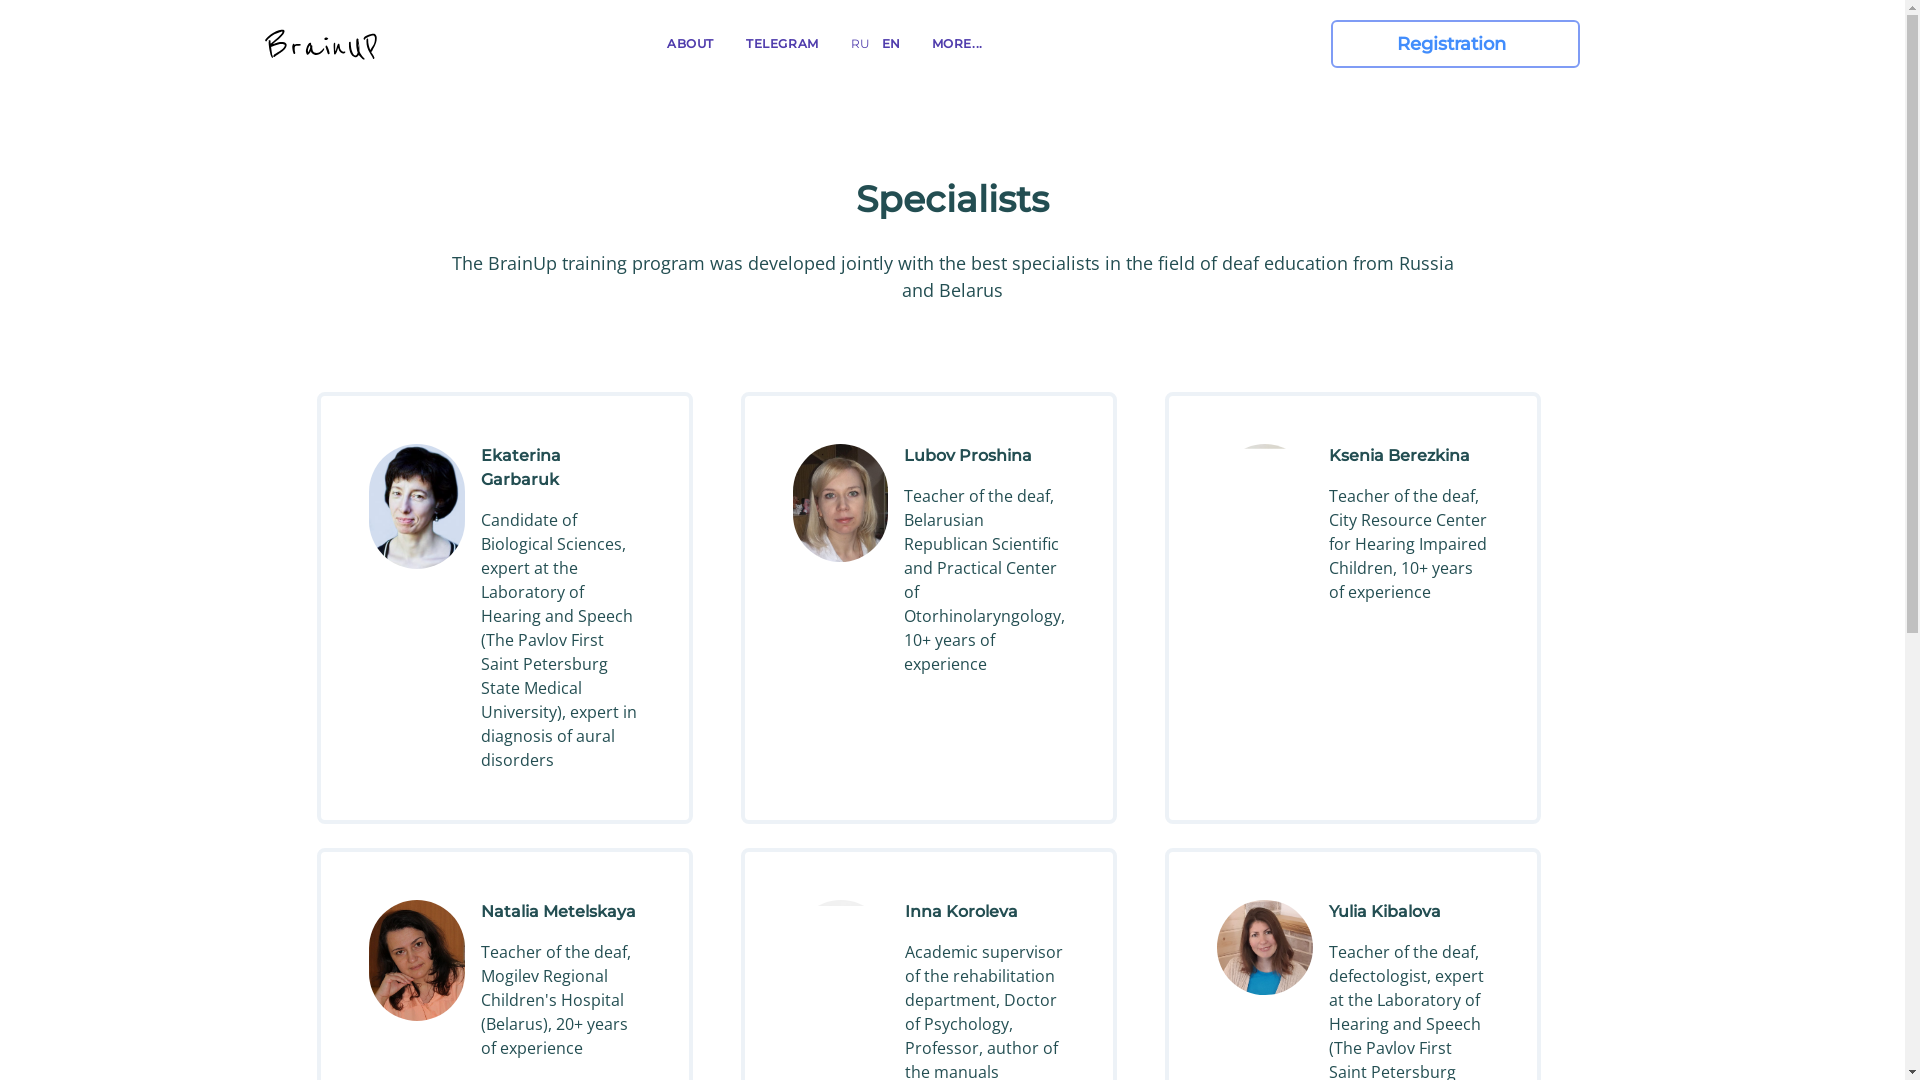 BrainUP
ABOUT
TELEGRAM
RU
EN
MORE...
Registration
Specialists
The BrainUp training program was developed jointly with the best specialists in the field of deaf education from Russia
and Belarus
Ekaterina
Garbaruk
Candidate of
Biological Sciences,
expert at the
Laboratory of
Hearing and Speech
(The Pavlov First
Saint Petersburg
State Medical
University), expert in
diagnosis of aural
disorders
Lubov Proshina
Teacher of the deaf,
Belarusian
Republican Scientific
and Practical Center
of
Otorhinolaryngology,
10+ years of
experience
Ksenia Berezkina
Teacher of the deaf,
City Resource Center
for Hearing Impaired
Children, 10+ years
of experience
Natalia Metelskaya
Teacher of the deaf,
Mogilev Regional
Children's Hospital
(Belarus), 20+ years
of experience
Inna Koroleva
Academic supervisor
of the rehabilitation
department, Doctor
of Psychology,
Professor, author of
the manuals
Yulia Kibalova
Teacher of the deaf,
defectologist, expert
at the Laboratory of
Hearing and Speech
(The Pavlov First
Saint Petersburg